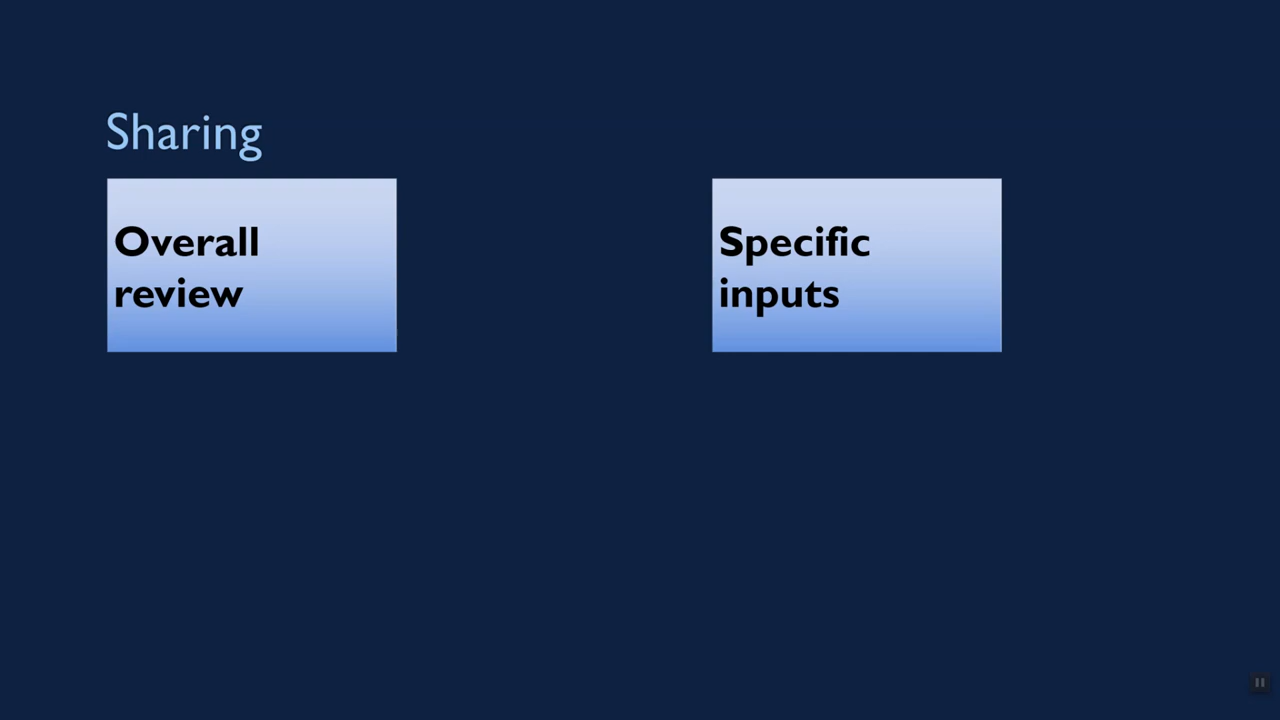 Sharing
Overall
review
Specific
inputs